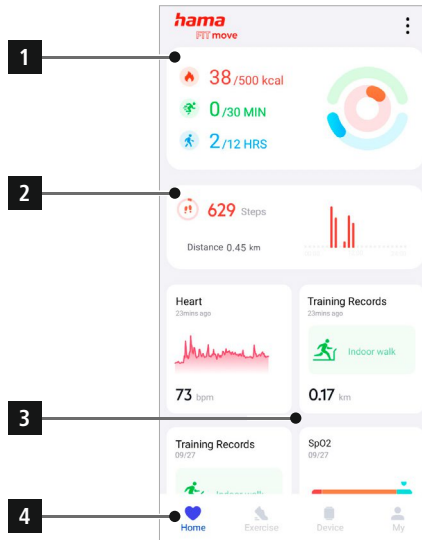 hama
FIT move
1
38/500 kcal
0/30 MIN
2/12 HRS
2
629 Steps
Distance 0.45 km
Heart
23mins ago
73 bpm
Training Records
23mins ago
Indoor walk
0.17 km
3
Training Records
09/27
Indoor walk
SpO2
09/27
4
Home
Exercise
Device
My